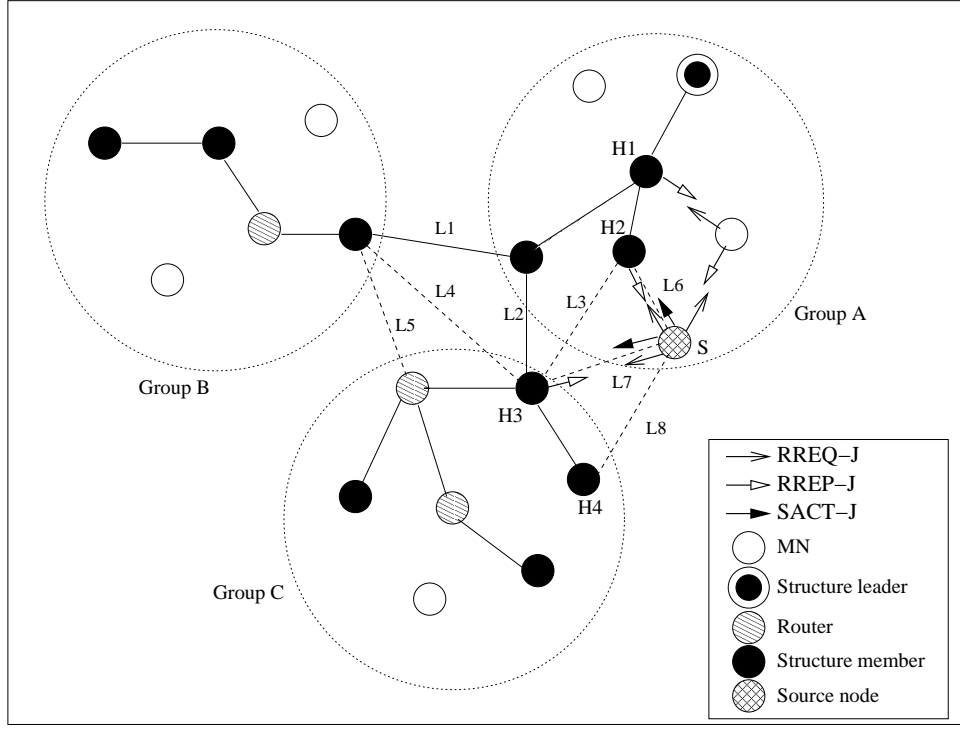 H1
H2
L1
L6
L4
L3
L2
L5
Group A
S
L7
Group B
H3
L8
RREQ–J
RREP–J
SACT–J
H4
MN
Group C
Structure leader
Router
Structure member
Source node